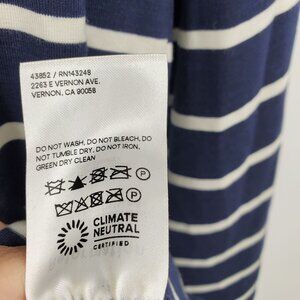 43852 / RN143248
2263 E VERNON AVE.
VERNON, CA 90058
DO NOT WASH, DO NOT BLEACH, DO
NOT TUMBLE DRY, DO NOT IRON,
GREEN DRY CLEAN
P
P
CLIMATE
NEUTRAL
CERTIFIED